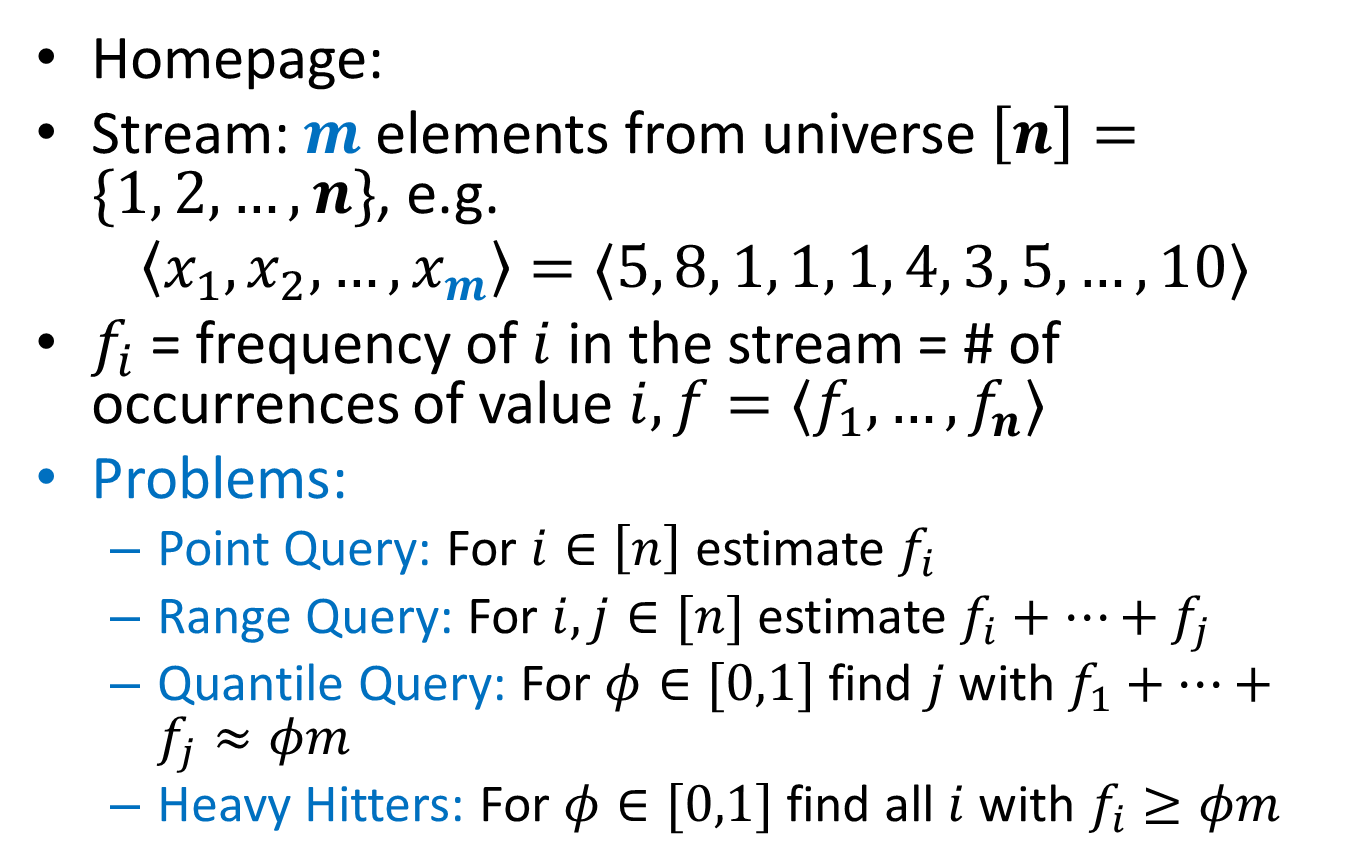 • Homepage:
• Stream: m elements from universe [n] =
{1, 2, … , n}, e.g.
⟨x₁, x₂, … , xₘ⟩ = ⟨5, 8, 1, 1, 1, 4, 3, 5, … , 10⟩
• fᵢ = frequency of i in the stream = # of
occurrences of value i, f = ⟨f₁, … , fₙ⟩
• Problems:
– Point Query: For i ∈ [n] estimate fᵢ
– Range Query: For i, j ∈ [n] estimate fᵢ + ⋯ + fⱼ
– Quantile Query: For ϕ ∈ [0,1] find j with f₁ + ⋯ +
fⱼ ≈ ϕm
– Heavy Hitters: For ϕ ∈ [0,1] find all i with fᵢ ≥ ϕm